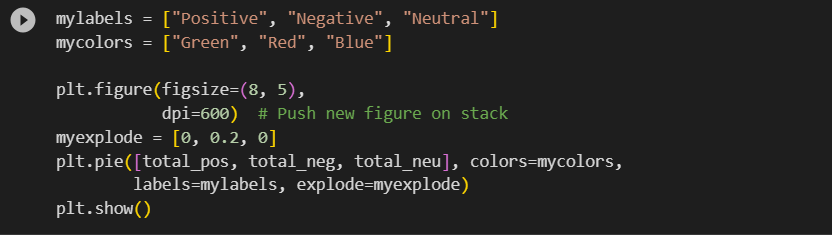 mylabels = ["Positive", "Negative", "Neutral"]
mycolors = ["Green", "Red", "Blue"]
plt.figure(figsize=(8, 5),
dpi=600)  # Push new figure on stack
myexplode = [0, 0.2, 0]
plt.pie([total_pos, total_neg, total_neu], colors=mycolors,
labels=mylabels, explode=myexplode)
plt.show()